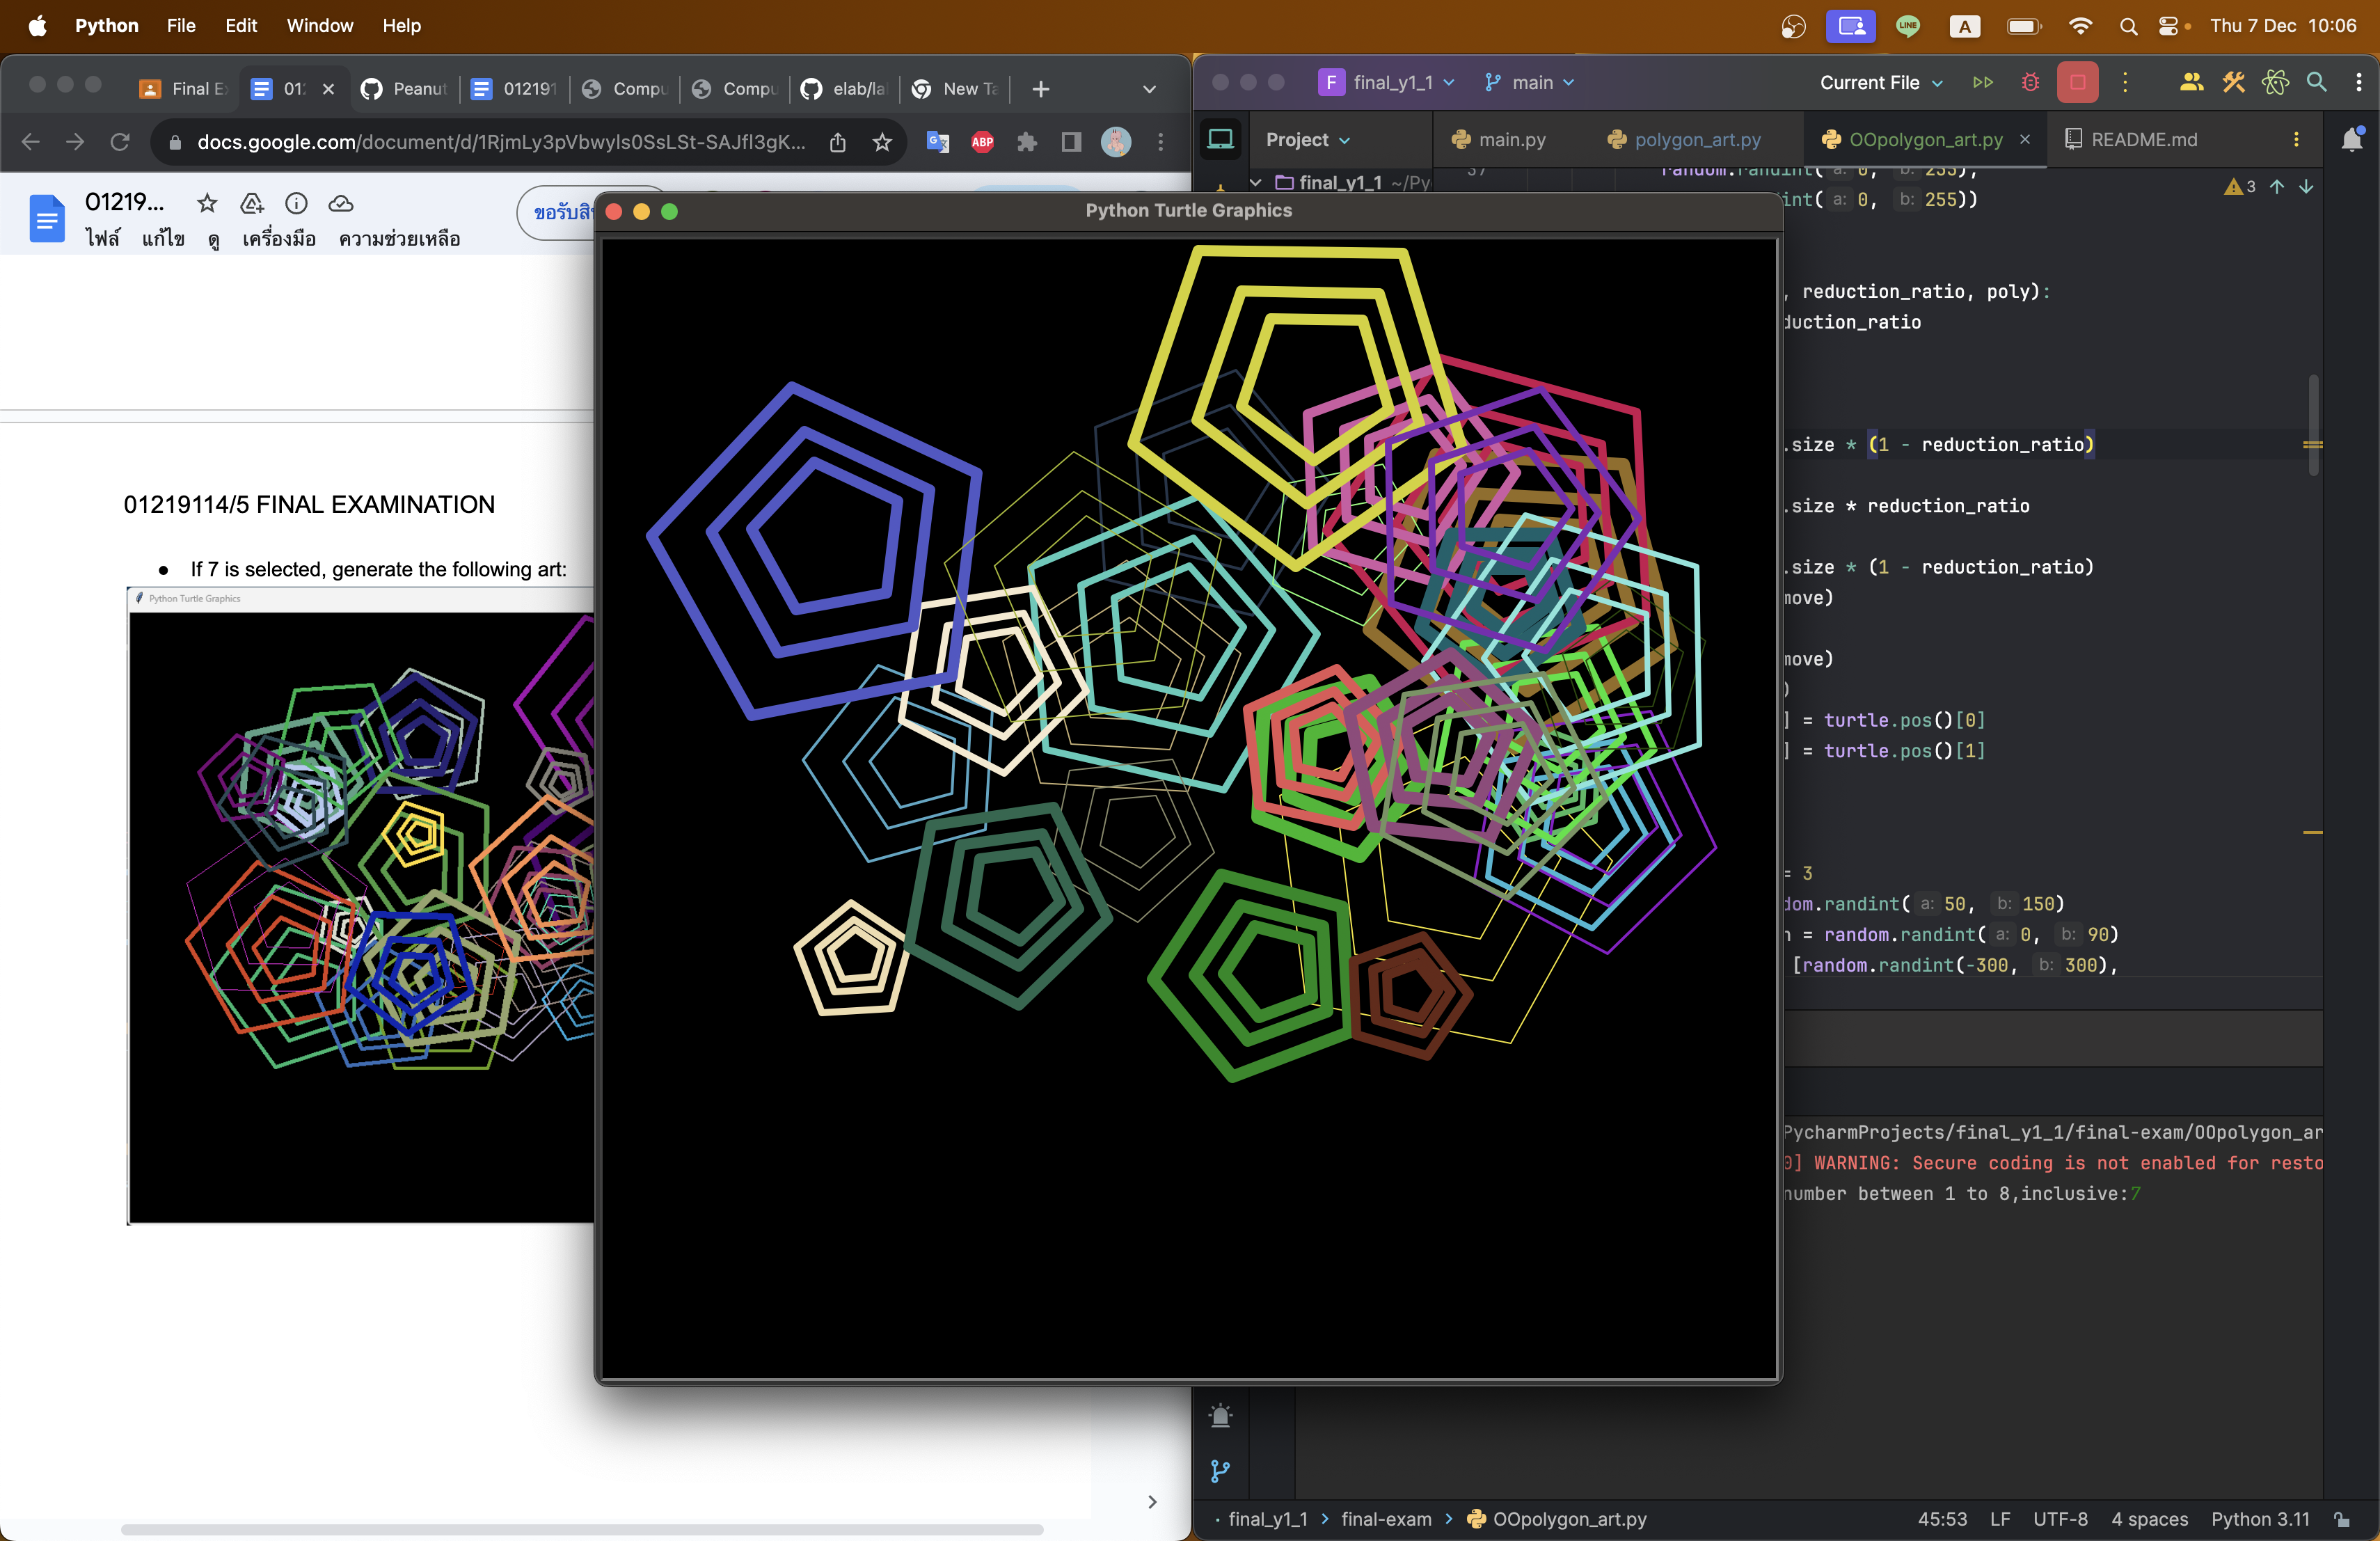 Python File Edit Window Help
LINE A Thu 7 Dec 10:06
Final E 01 Peanut 01219 Compu Compu elab/la New Ta
docs.google.com/document/d/1RjmLy3pVbwyIs0SsLSt-SAJfl3gK...
ABP
01219...
ไฟล์ แก้ไข ดู เครื่องมือ ความช่วยเหลือ
01219114/5 FINAL EXAMINATION
● If 7 is selected, generate the following art:
Python Turtle Graphics
Python Turtle Graphics
F final_y1_1 main Current File
Project main.py polygon_art.py OOpolygon_art.py README.md
final_y1_1 ~/Py
37 random.randint( a: 0, b: 255),
int( a: 0, b: 255))
3
, reduction_ratio, poly):
duction_ratio
.size * (1 - reduction_ratio)
.size * reduction_ratio
.size * (1 - reduction_ratio)
move)
move)
)
] = turtle.pos()[0]
] = turtle.pos()[1]
= 3
dom.randint( a: 50, b: 150)
n = random.randint( a: 0, b: 90)
[random.randint(-300, b: 300),
PycharmProjects/final_y1_1/final-exam/OOpolygon_ar
0] WARNING: Secure coding is not enabled for resto
number between 1 to 8,inclusive:7
final_y1_1 > final-exam > OOpolygon_art.py
45:53 LF UTF-8 4 spaces Python 3.11